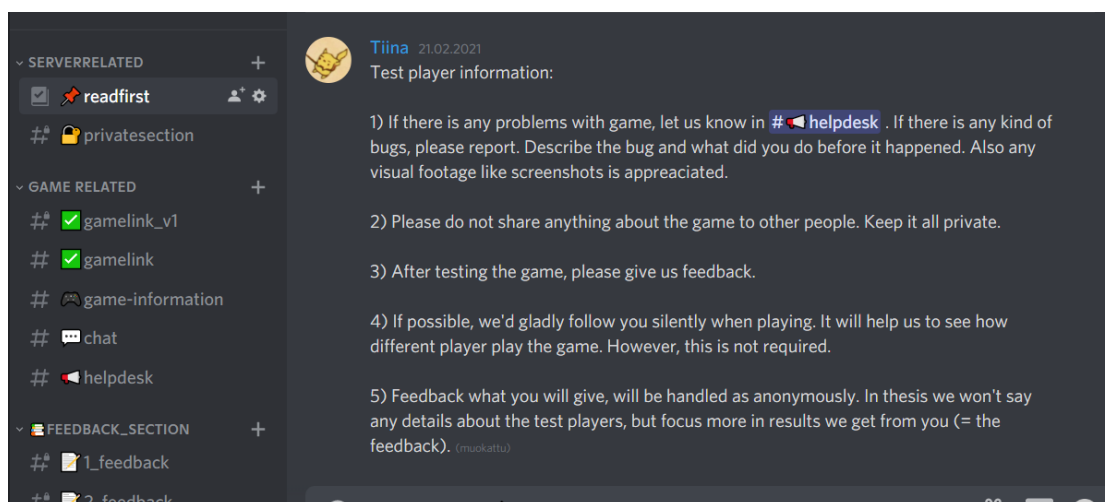 SERVERRELATED
readfirst
privatesection
GAME RELATED
gamelink_v1
gamelink
game-information
chat
helpdesk
FEEDBACK_SECTION
1_feedback
2_feedback
Tiina 21.02.2021
Test player information:
1) If there is any problems with game, let us know in # helpdesk . If there is any kind of
bugs, please report. Describe the bug and what did you do before it happened. Also any
visual footage like screenshots is appreaciated.
2) Please do not share anything about the game to other people. Keep it all private.
3) After testing the game, please give us feedback.
4) If possible, we'd gladly follow you silently when playing. It will help us to see how
different player play the game. However, this is not required.
5) Feedback what you will give, will be handled as anonymously. In thesis we won't say
any details about the test players, but focus more in results we get from you (= the
feedback). (muokattu)